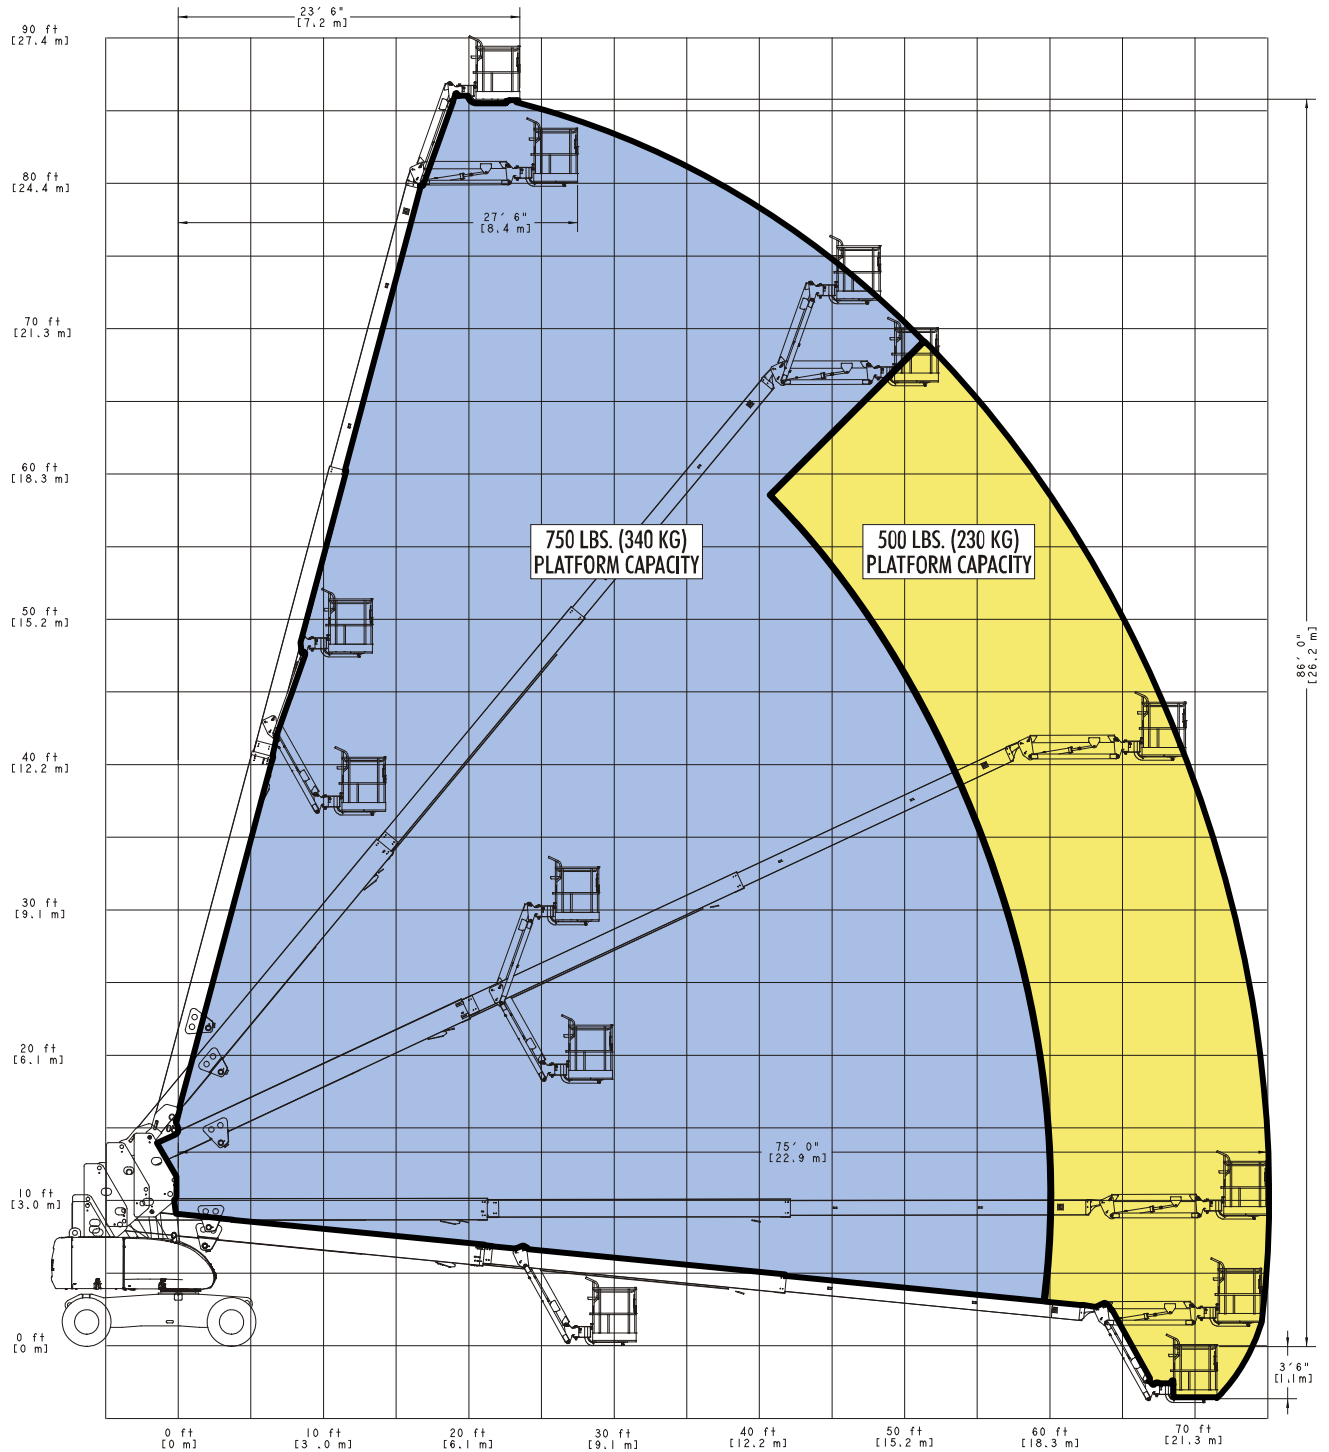 23' 6"
[7.2 m]
90 ft
[27.4 m]
80 ft
[24.4 m]
27' 6"
[8.4 m]
70 ft
[21.3 m]
60 ft
[18.3 m]
750 LBS. (340 KG)
PLATFORM CAPACITY
500 LBS. (230 KG)
PLATFORM CAPACITY
50 ft
[15.2 m]
86' 0"
[26.2 m]
40 ft
[12.2 m]
30 ft
[9.1 m]
20 ft
[6.1 m]
75' 0"
[22.9 m]
10 ft
[3.0 m]
0 ft
[0 m]
3'6"
[1.1m]
0 ft
[0 m]
10 ft
[3.0 m]
20 ft
[6.1 m]
30 ft
[9.1 m]
40 ft
[12.2 m]
50 ft
[15.2 m]
60 ft
[18.3 m]
70 ft
[21.3 m]